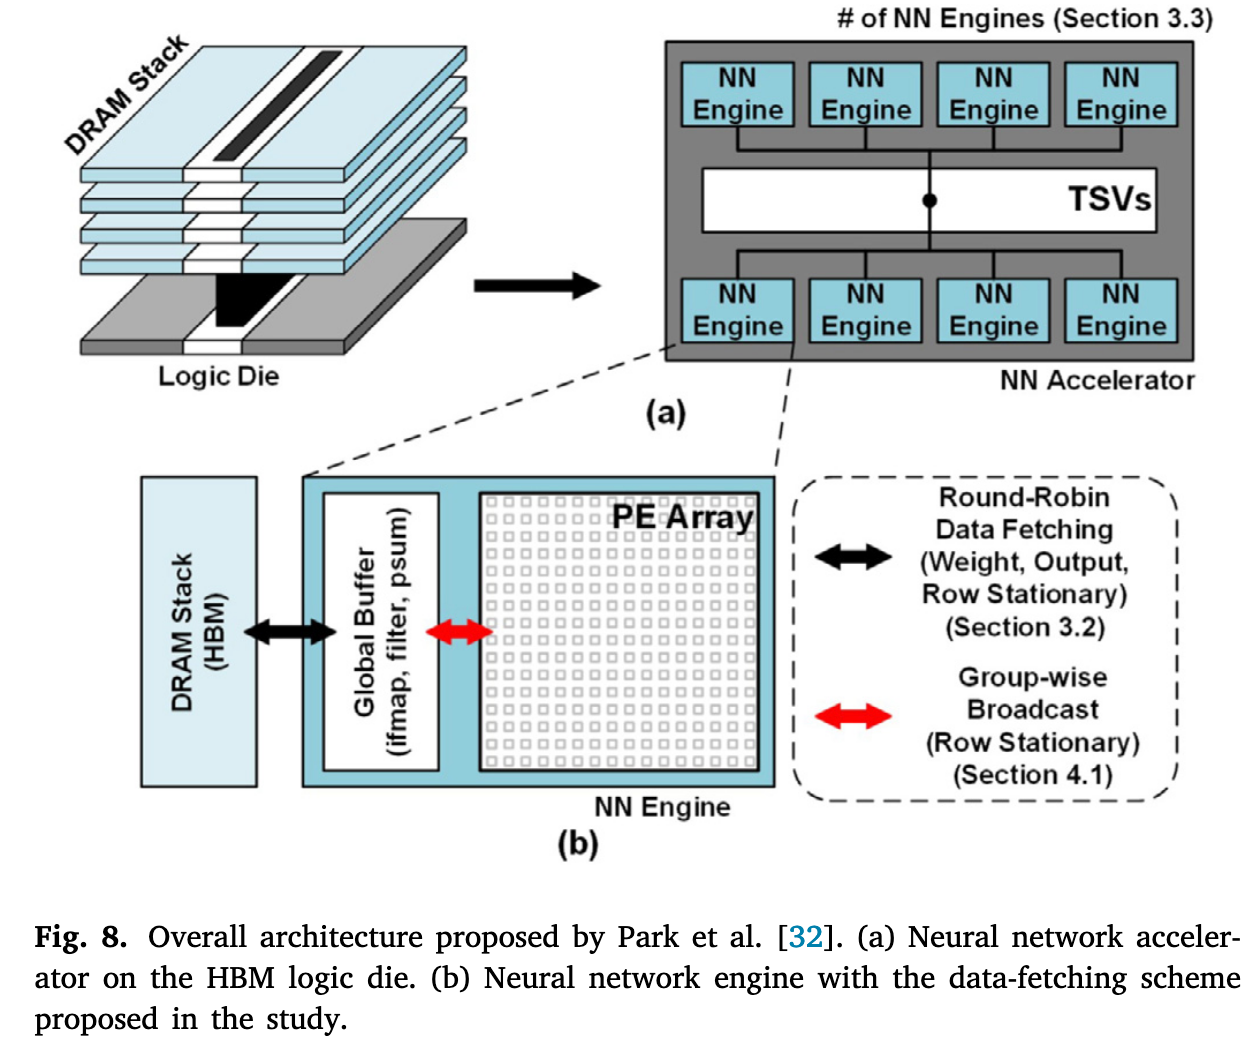 # of NN Engines (Section 3.3)
DRAM Stack
NN
Engine
NN
Engine
NN
Engine
NN
Engine
TSVs
NN
Engine
NN
Engine
NN
Engine
NN
Engine
Logic Die
NN Accelerator
(a)
DRAM Stack
(HBM)
Global Buffer
(ifmap, filter, psum)
PE Array
NN Engine
Round-Robin
Data Fetching
(Weight, Output,
Row Stationary)
(Section 3.2)
Group-wise
Broadcast
(Row Stationary)
(Section 4.1)
(b)
Fig. 8. Overall architecture proposed by Park et al. [32]. (a) Neural network acceler-
ator on the HBM logic die. (b) Neural network engine with the data-fetching scheme
proposed in the study.